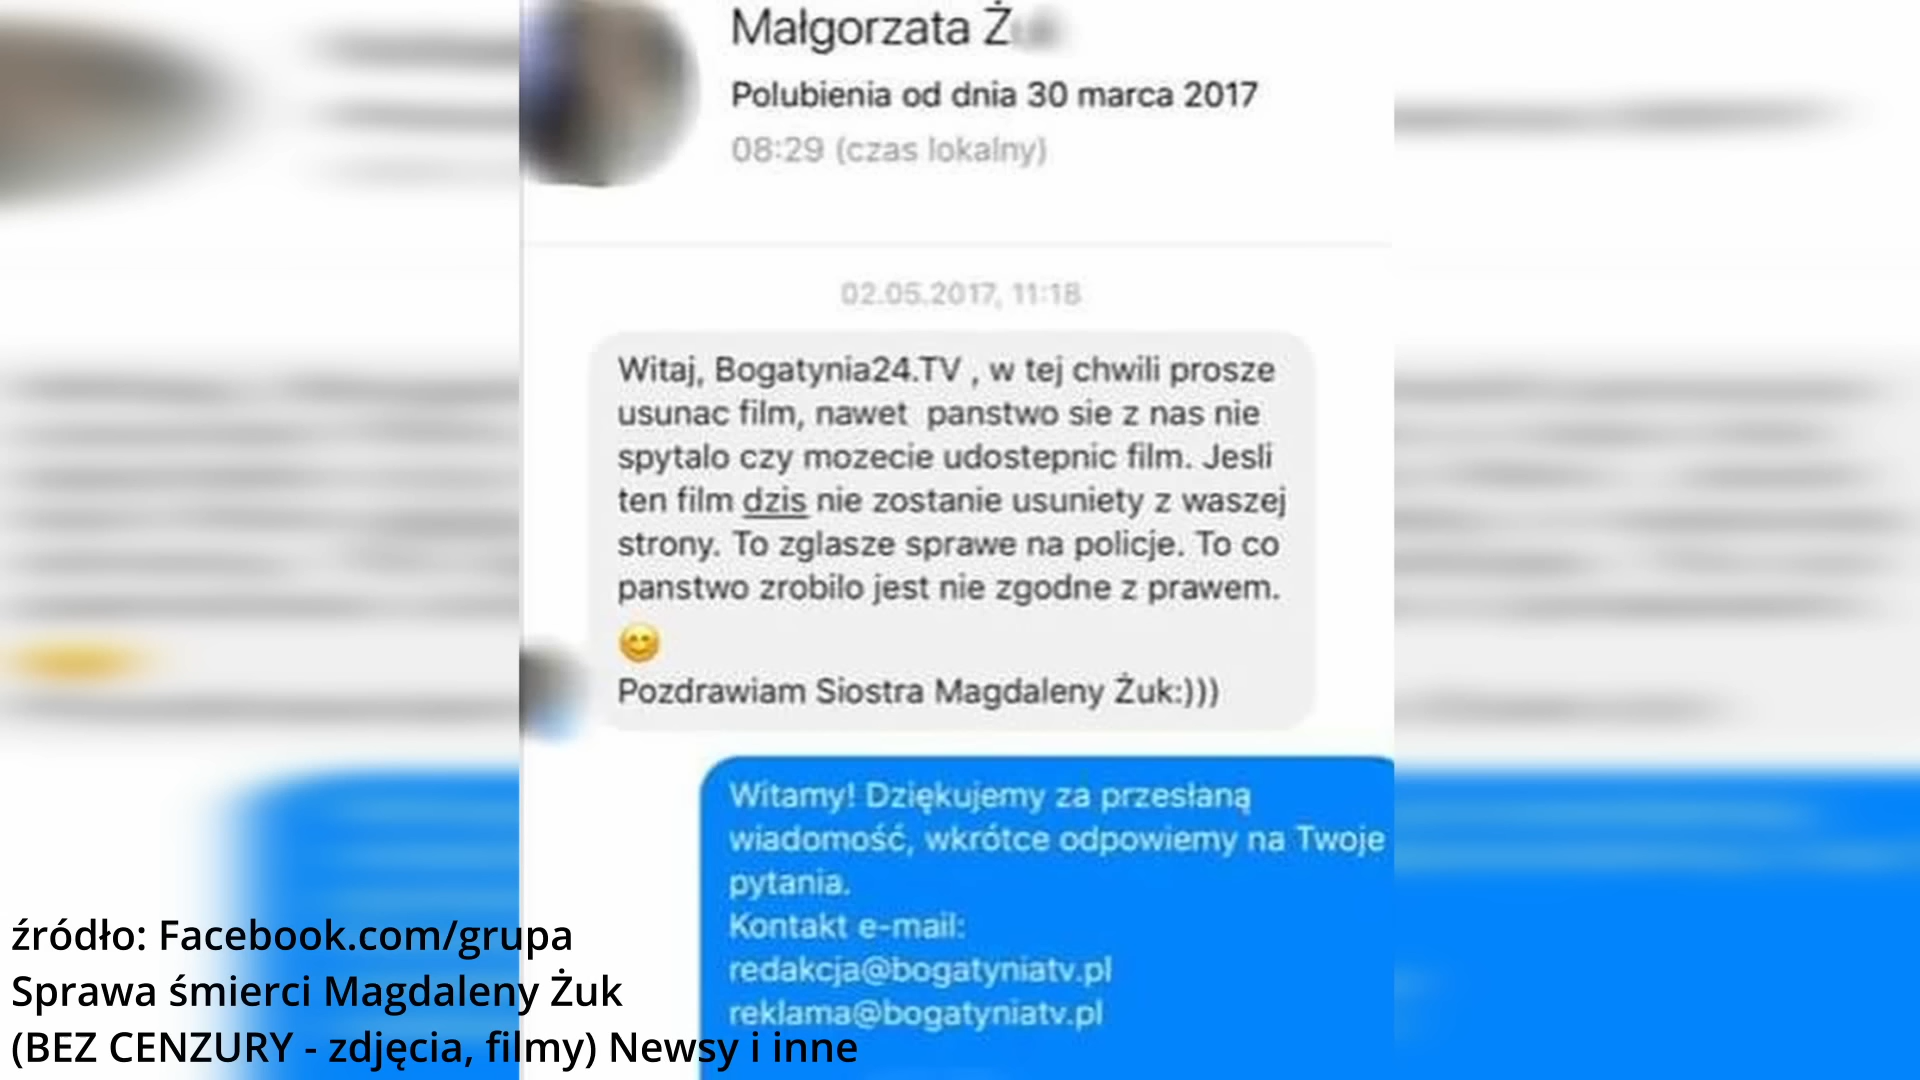 Małgorzata Ż
Polubienia od dnia 30 marca 2017
08:29 (czas lokalny)
02.05.2017, 11:18
Witaj, Bogatynia24.TV , w tej chwili prosze
usunac film, nawet panstwo sie z nas nie
spytalo czy mozecie udostepnic film. Jesli
ten film dzis nie zostanie usuniety z waszej
strony. To zglasze sprawe na policje. To co
panstwo zrobilo jest nie zgodne z prawem.
😊
Pozdrawiam Siostra Magdaleny Żuk:)))
Witamy! Dziękujemy za przesłaną
wiadomość, wkrótce odpowiemy na Twoje
pytania.
Kontakt e-mail:
redakcja@bogatyniatv.pl
reklama@bogatyniatv.pl
źródło: Facebook.com/grupa
Sprawa śmierci Magdaleny Żuk
(BEZ CENZURY - zdjęcia, filmy) Newsy i inne